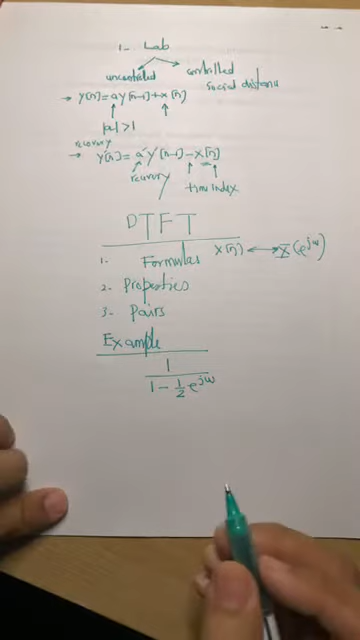 1- Lab
uncontrolled controlled
social distance
→ y[n]=ay[n-1]+x[n]
|a|>1
recovery
→ y[n]=a'y[n-1]-x[n]
recovery time index
DTFT
1. Formulas x[n] ↔ X(e^jω)
2- Properties
3- Pairs
Example
1
1 - 1/2 e^jω